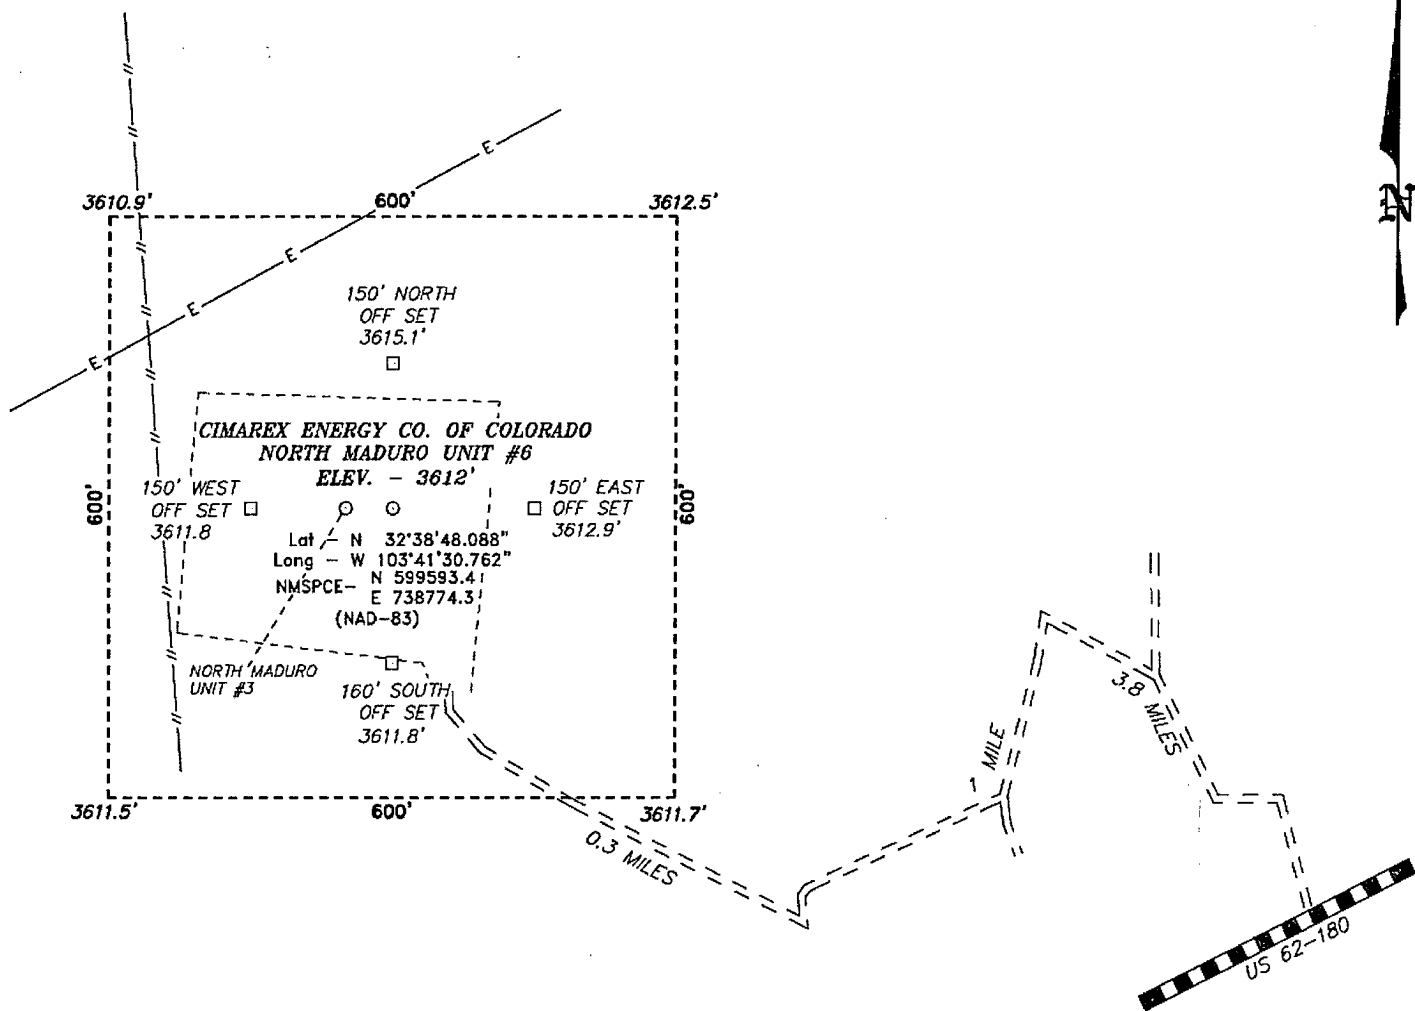 N
E
3610.9'
600'
3612.5'
E
150' NORTH
OFF SET
3615.1'
E
E
CIMAREX ENERGY CO. OF COLORADO
NORTH MADURO UNIT #6
ELEV. - 3612'
600'
150' WEST
OFF SET
3611.8
150' EAST
OFF SET
3612.9'
600'
Lat - N 32°38'48.088"
Long - W 103°41'30.762"
NMSPCE- N 599593.4
E 738774.3
(NAD-83)
NORTH MADURO
UNIT #3
160' SOUTH
OFF SET
3611.8'
3611.5'
600'
3611.7'
0.3 MILES
1 MILE
3.8 MILES
US 62-180